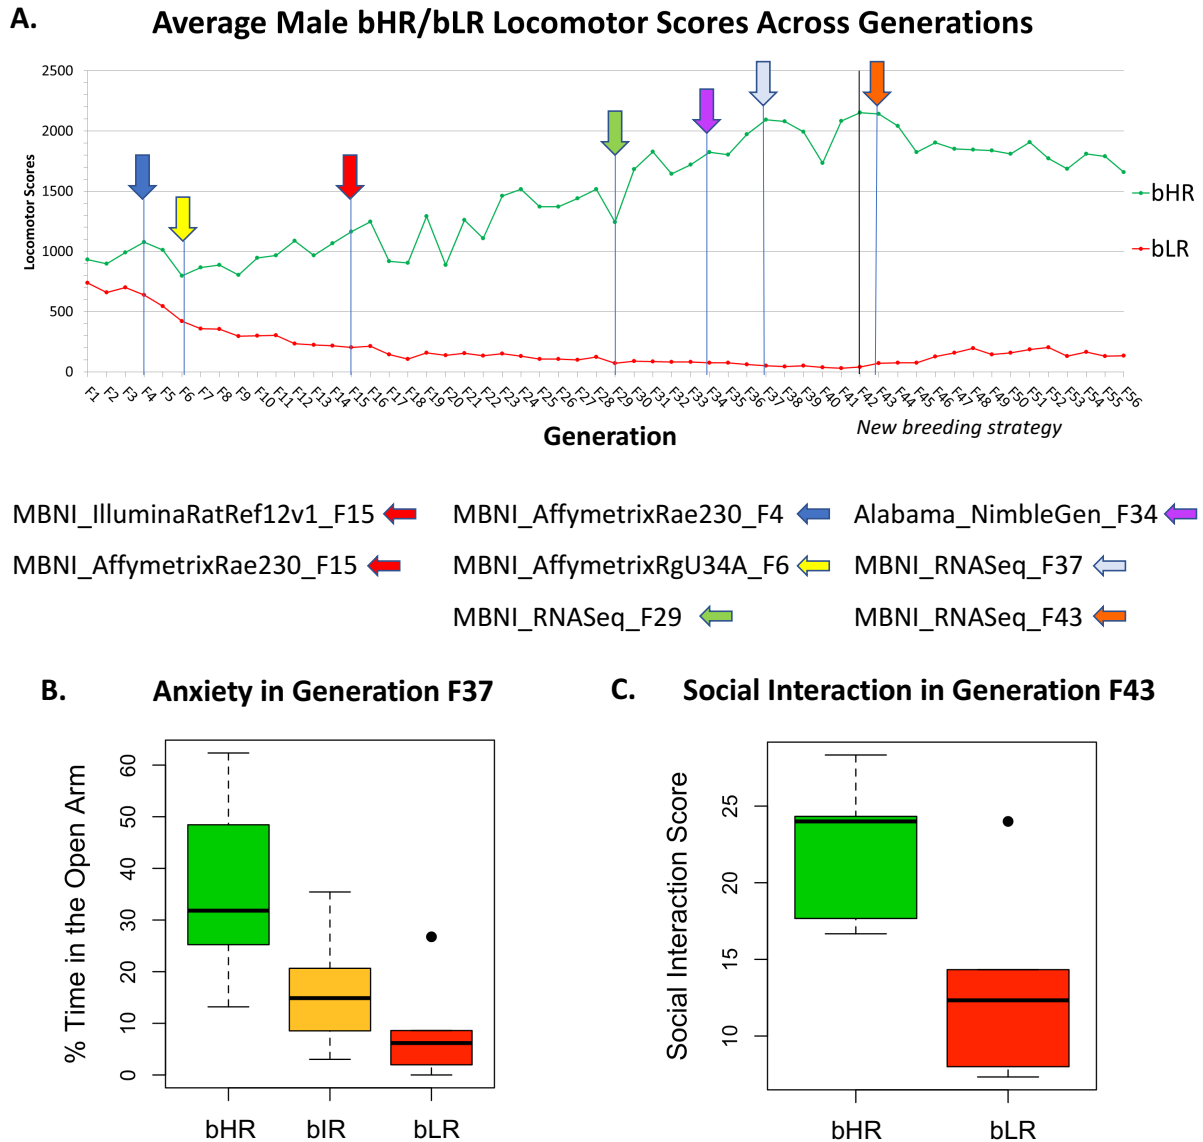 A. Average Male bHR/bLR Locomotor Scores Across Generations
Locomotor Scores
2500
2000
1500
1000
500
0
bHR
bLR
F1 F2 F3 F4 F5 F6 F7 F8 F9 F10 F11 F12 F13 F14 F15 F16 F17 F18 F19 F20 F21 F22 F23 F24 F25 F26 F27 F28 F29 F30 F31 F32 F33 F34 F35 F36 F37 F38 F39 F40 F41 F42 F43 F44 F45 F46 F47 F48 F49 F50 F51 F52 F53 F54 F55 F56
Generation
New breeding strategy
MBNI_IlluminaRatRef12v1_F15 MBNI_AffymetrixRae230_F4 Alabama_NimbleGen_F34
MBNI_AffymetrixRae230_F15 MBNI_AffymetrixRgU34A_F6 MBNI_RNASeq_F37
MBNI_RNASeq_F29 MBNI_RNASeq_F43
B. Anxiety in Generation F37
% Time in the Open Arm
60
50
40
30
20
10
0
bHR bIR bLR
C. Social Interaction in Generation F43
Social Interaction Score
25
20
15
10
bHR bLR